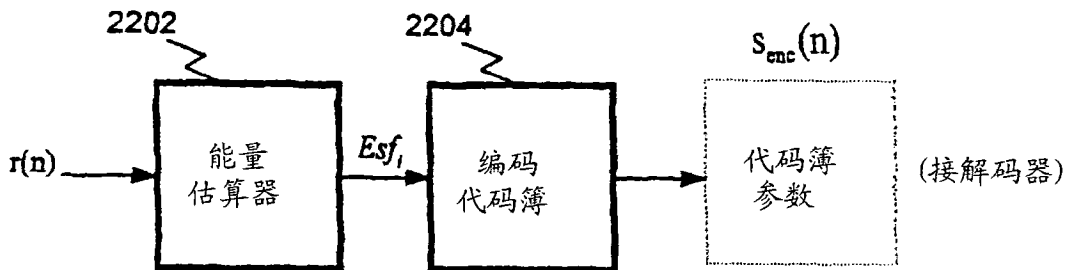 2202
2204
s_enc(n)
r(n)
能量
估算器
Esf_i
编码
代码簿
代码簿
参数
(接解码器)